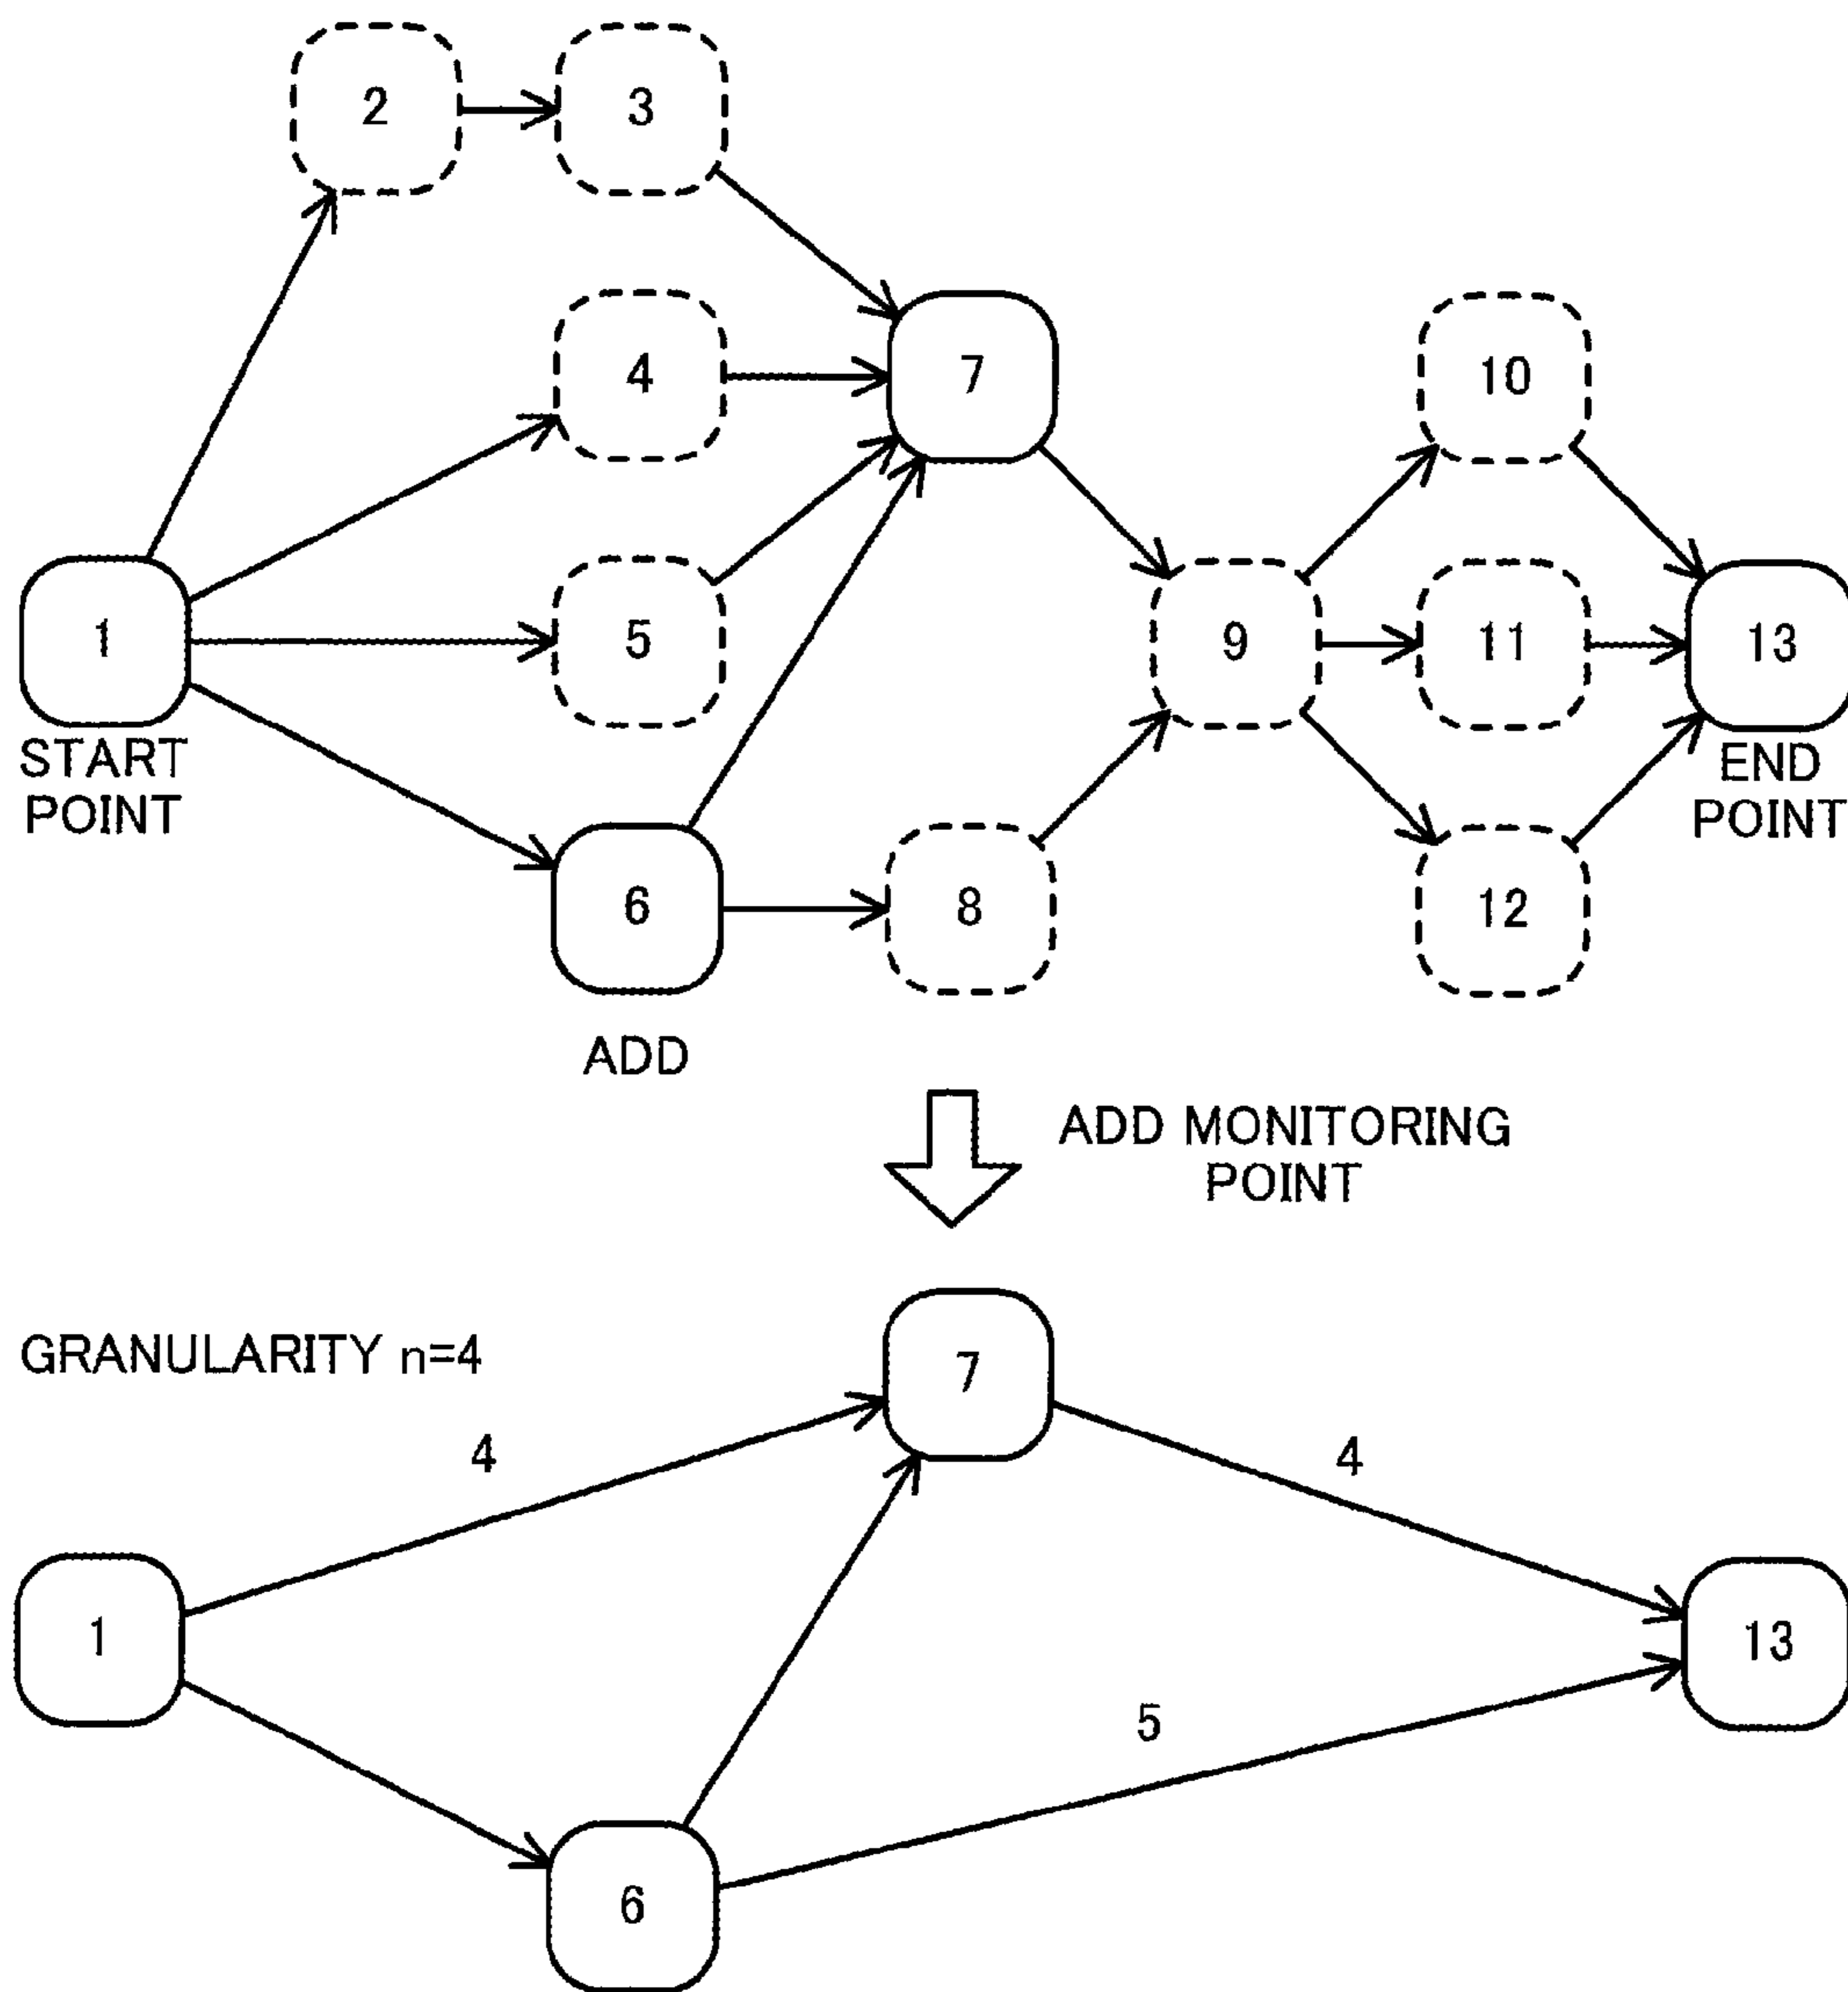 2
3
4
7
10
1
5
9
11
13
START
POINT
END
POINT
6
8
12
ADD
ADD MONITORING
POINT
GRANULARITY n=4
7
4
4
1
13
5
6